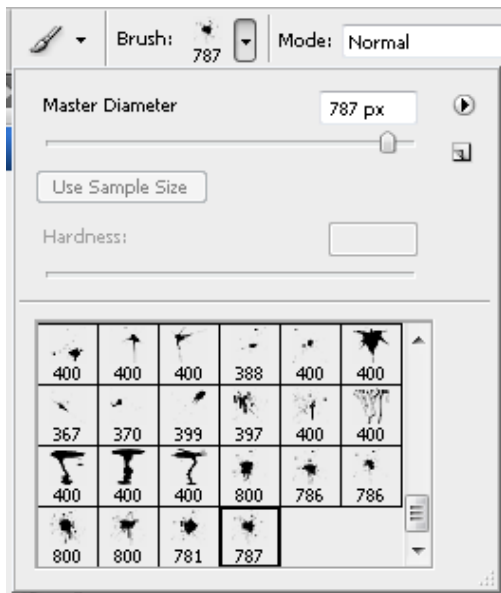 Brush: 787 Mode: Normal
Master Diameter 787 px
Use Sample Size
Hardness:
400 400 400 388 400 400
367 370 399 397 400 400
400 400 400 800 786 786
800 800 781 787